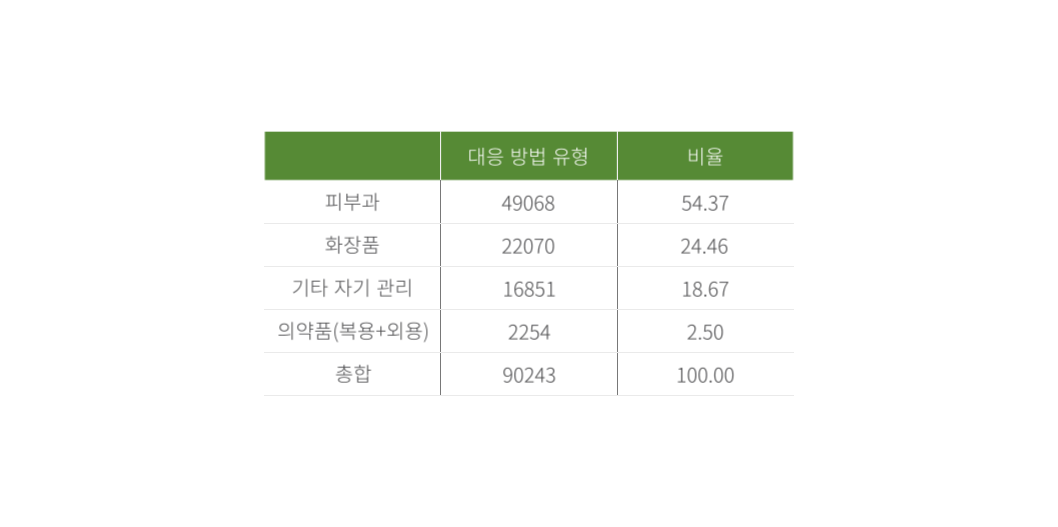 대응 방법 유형 비율
피부과 49068 54.37
화장품 22070 24.46
기타 자기 관리 16851 18.67
의약품(복용+외용) 2254 2.50
총합 90243 100.00